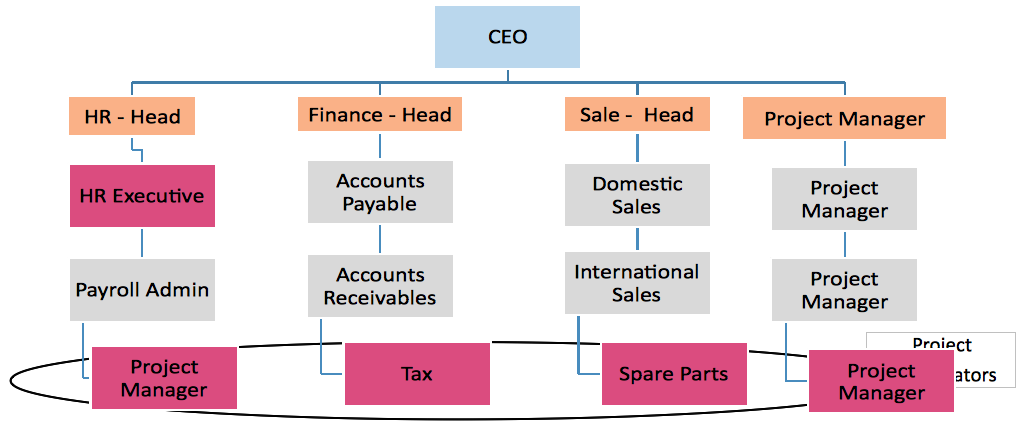 CEO
HR - Head
Finance - Head
Sale -  Head
Project Manager
HR Executive
Accounts
Payable
Domestic
Sales
Project
Manager
Payroll Admin
Accounts
Receivables
International
Sales
Project
Manager
Project
Manager
Tax
Spare Parts
Project
Manager
Project
ators